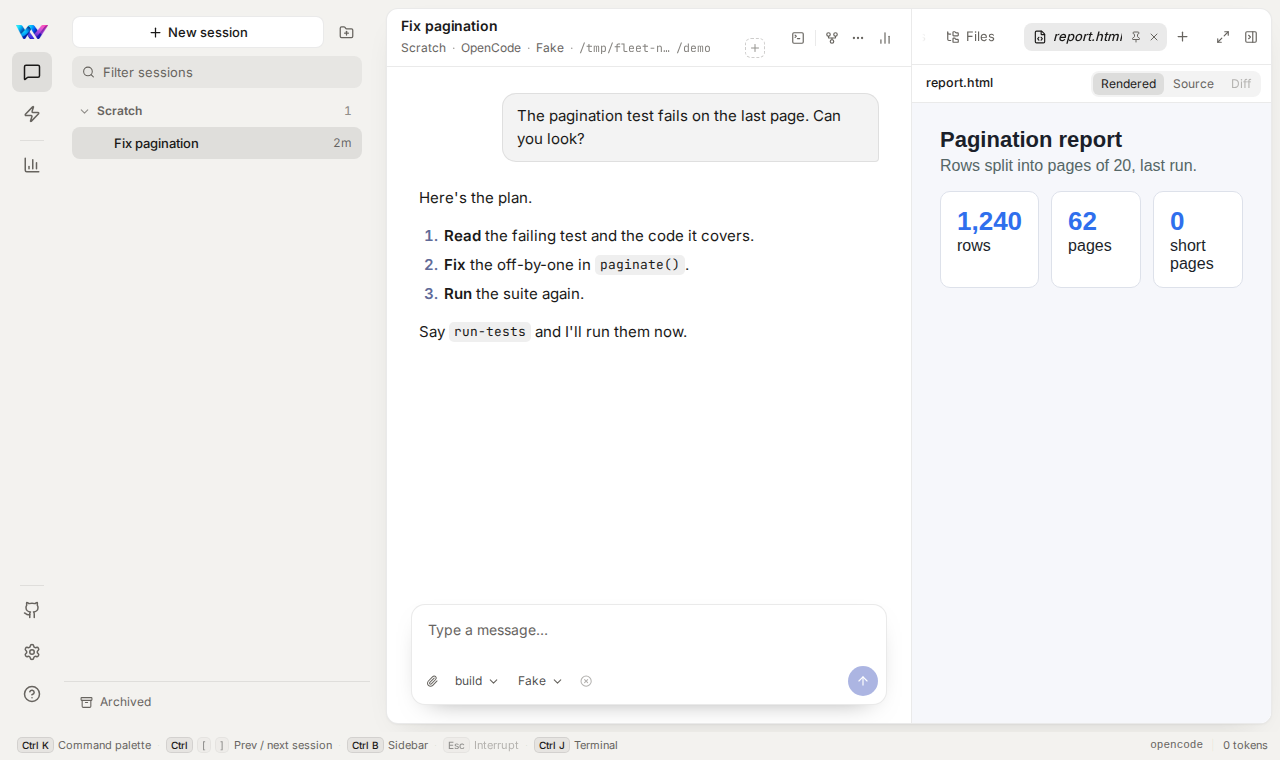 New session
Filter sessions
Scratch 1
Fix pagination 2m
Archived
Fix pagination
Scratch · OpenCode · Fake · /tmp/fleet-n… /demo
The pagination test fails on the last page. Can
you look?
Here's the plan.
1. Read the failing test and the code it covers.
2. Fix the off-by-one in paginate().
3. Run the suite again.
Say run-tests and I'll run them now.
Type a message...
build Fake
Files report.html
report.html Rendered Source Diff
Pagination report
Rows split into pages of 20, last run.
1,240 62 0
rows pages short
pages
Ctrl K Command palette Ctrl [ ] Prev / next session Ctrl B Sidebar Esc Interrupt Ctrl J Terminal opencode 0 tokens